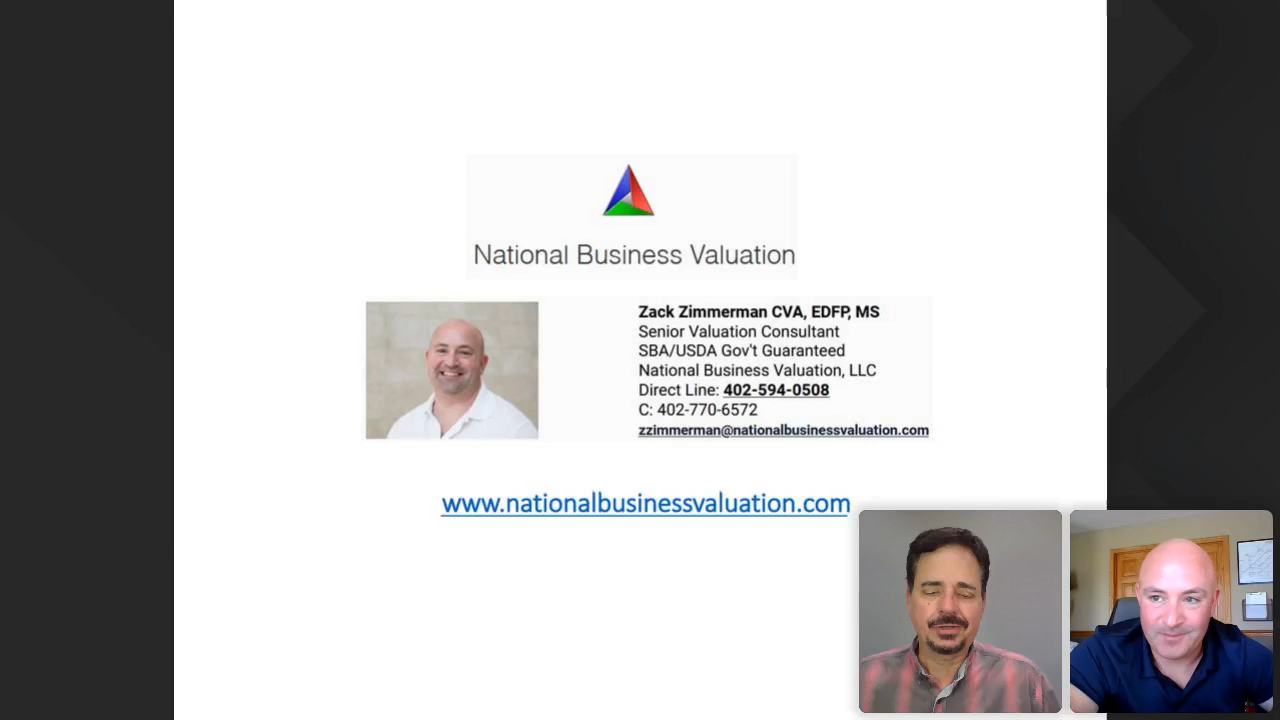 National Business Valuation
Zack Zimmerman CVA, EDFP, MS
Senior Valuation Consultant
SBA/USDA Gov't Guaranteed
National Business Valuation, LLC
Direct Line: 402-594-0508
C: 402-770-6572
zzimmerman@nationalbusinessvaluation.com
www.nationalbusinessvaluation.com